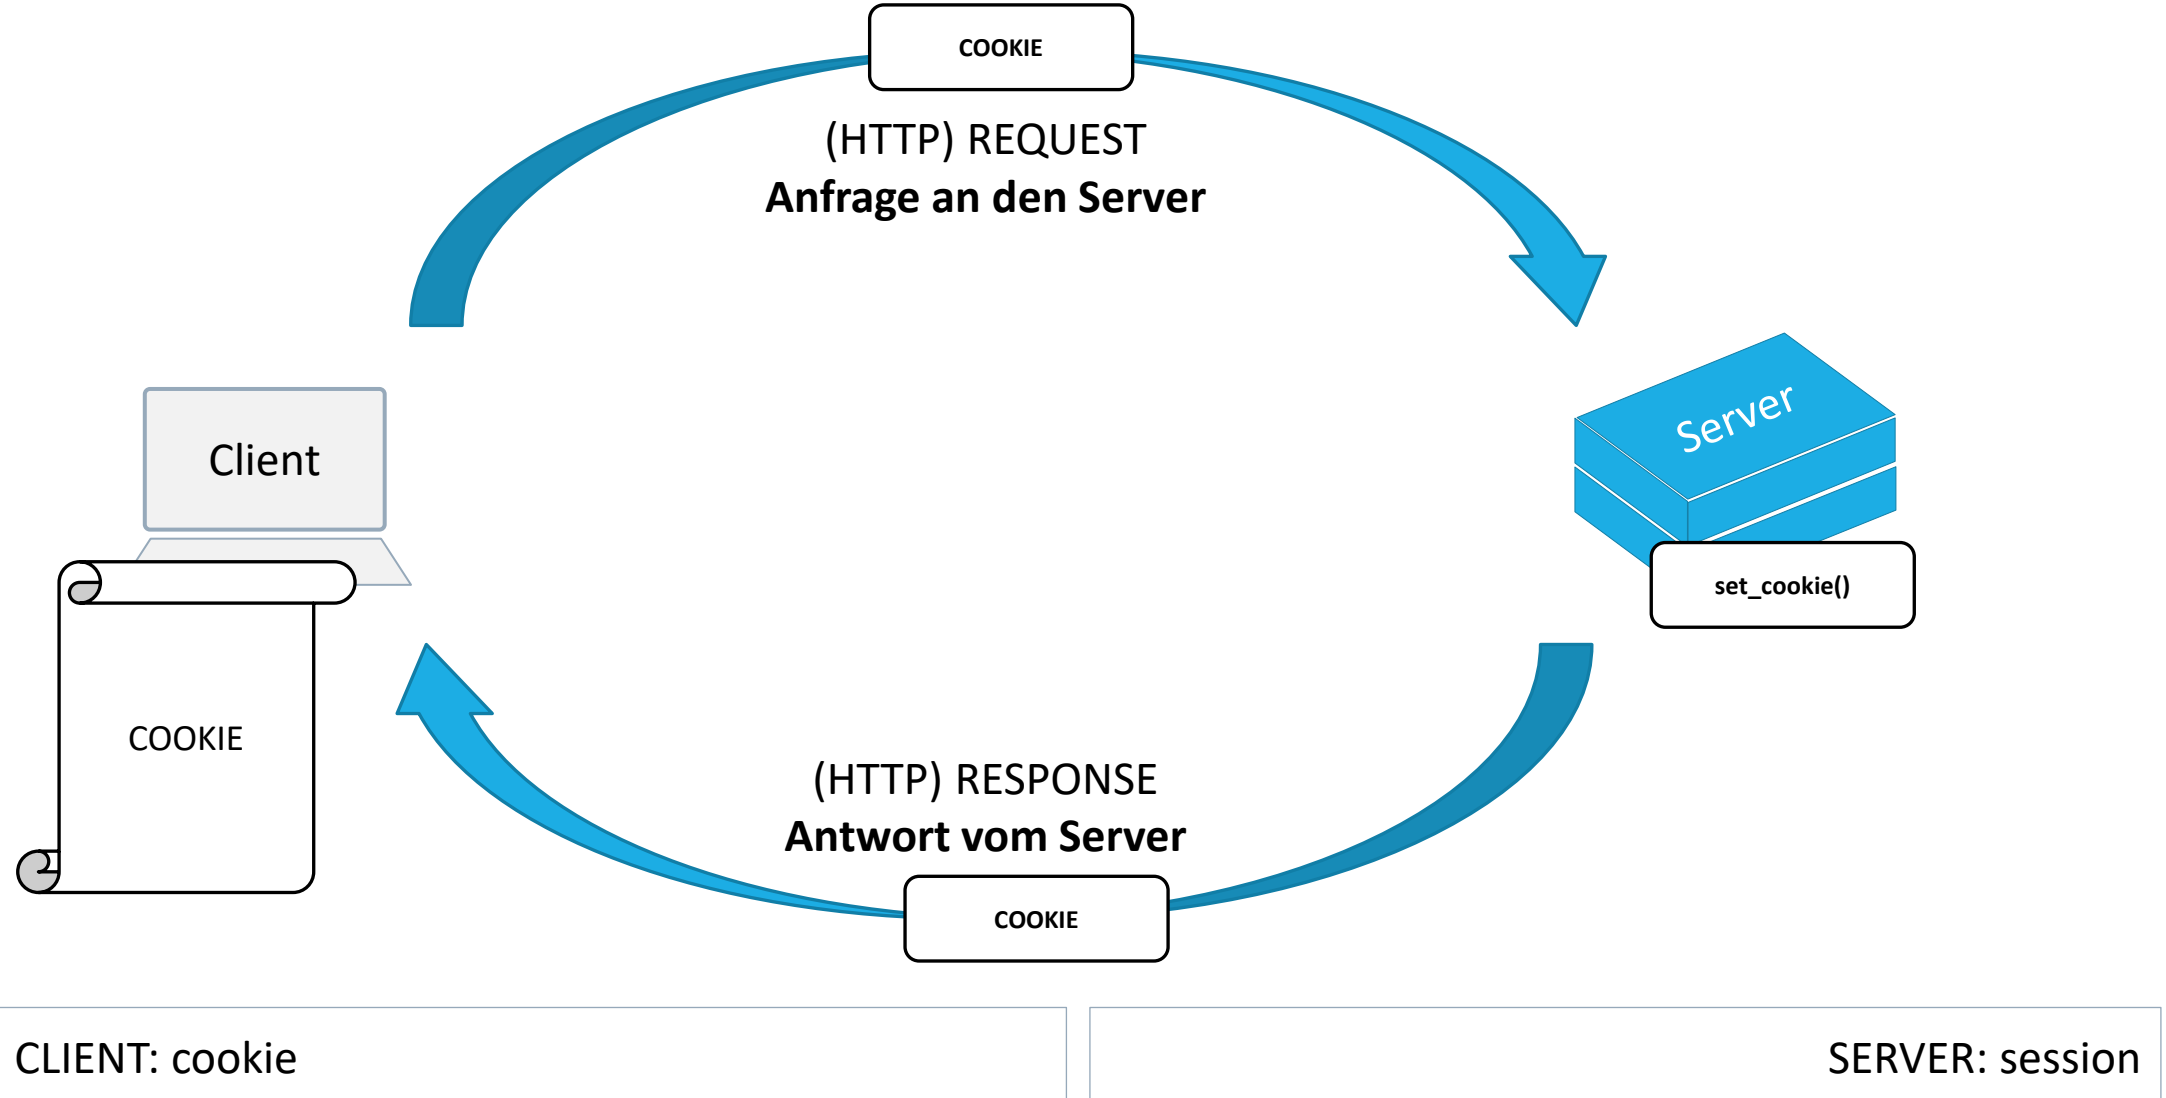 COOKIE
(HTTP) REQUEST
Anfrage an den Server
Client
Server
set_cookie()
COOKIE
(HTTP) RESPONSE
Antwort vom Server
COOKIE
CLIENT: cookie
SERVER: session